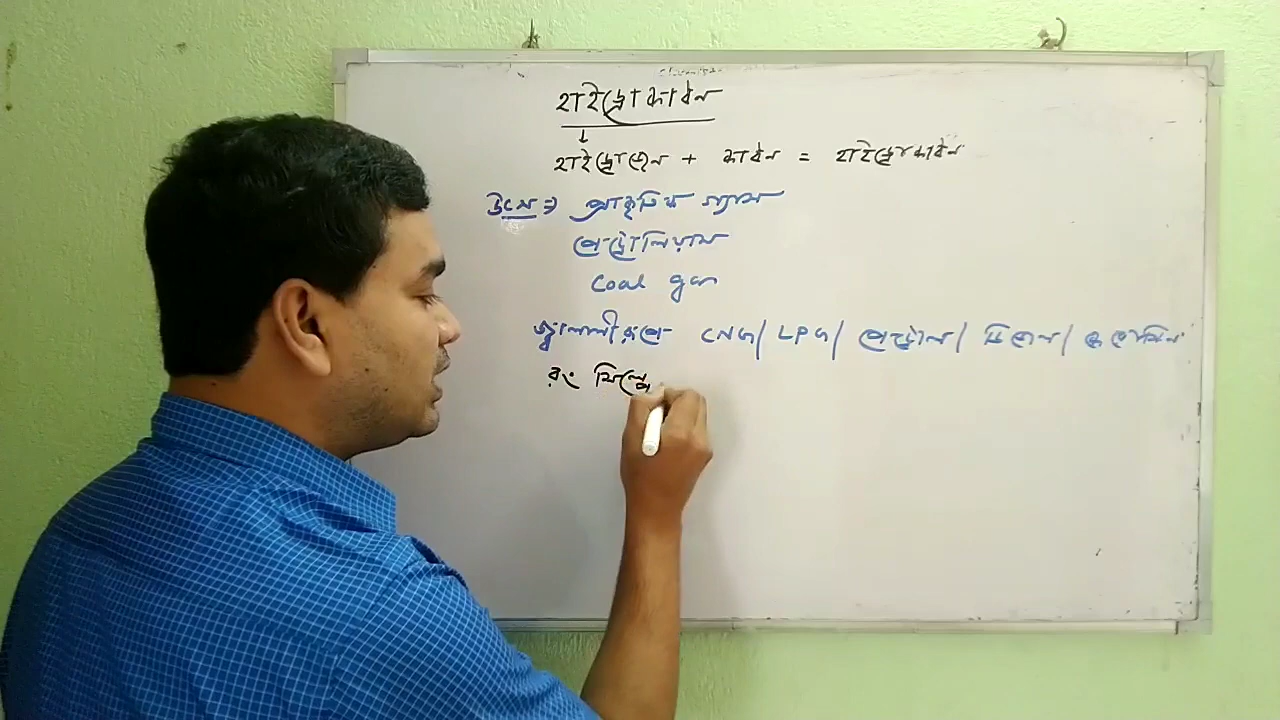 হাইড্রোকার্বন
হাইড্রোজেন + কার্বন = হাইড্রোকার্বন
উৎস ⇒ প্রাকৃতিক গ্যাস
পেট্রোলিয়াম
Coal gas
জ্বালানীরূপে CNG/ LPG/ পেট্রোল/ ডিজেল/ কেরোসিন
রং শিল্পে